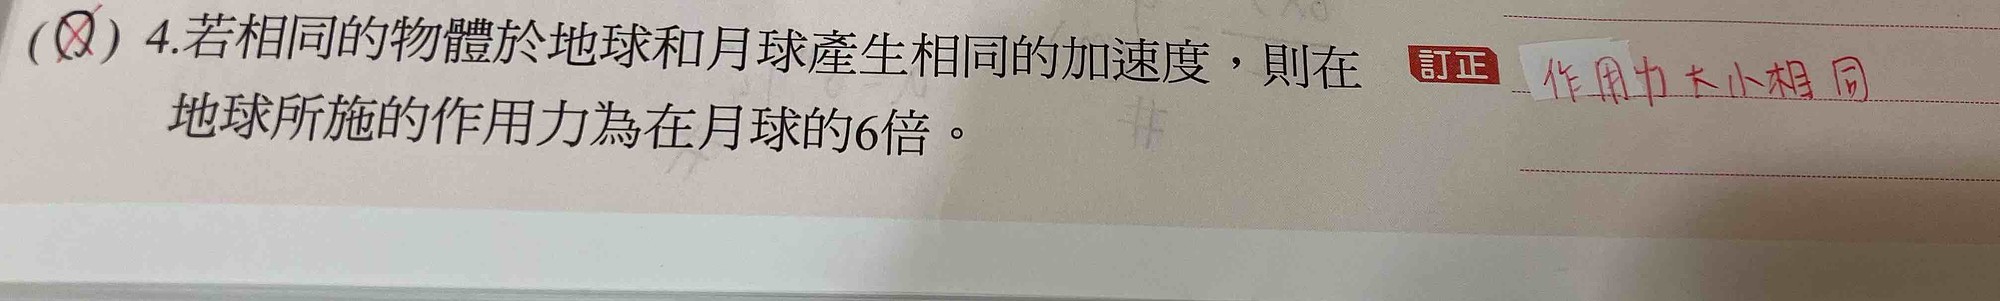 ( ) 4.若相同的物體於地球和月球產生相同的加速度，則在 訂正 作用力大小相同
地球所施的作用力為在月球的6倍。